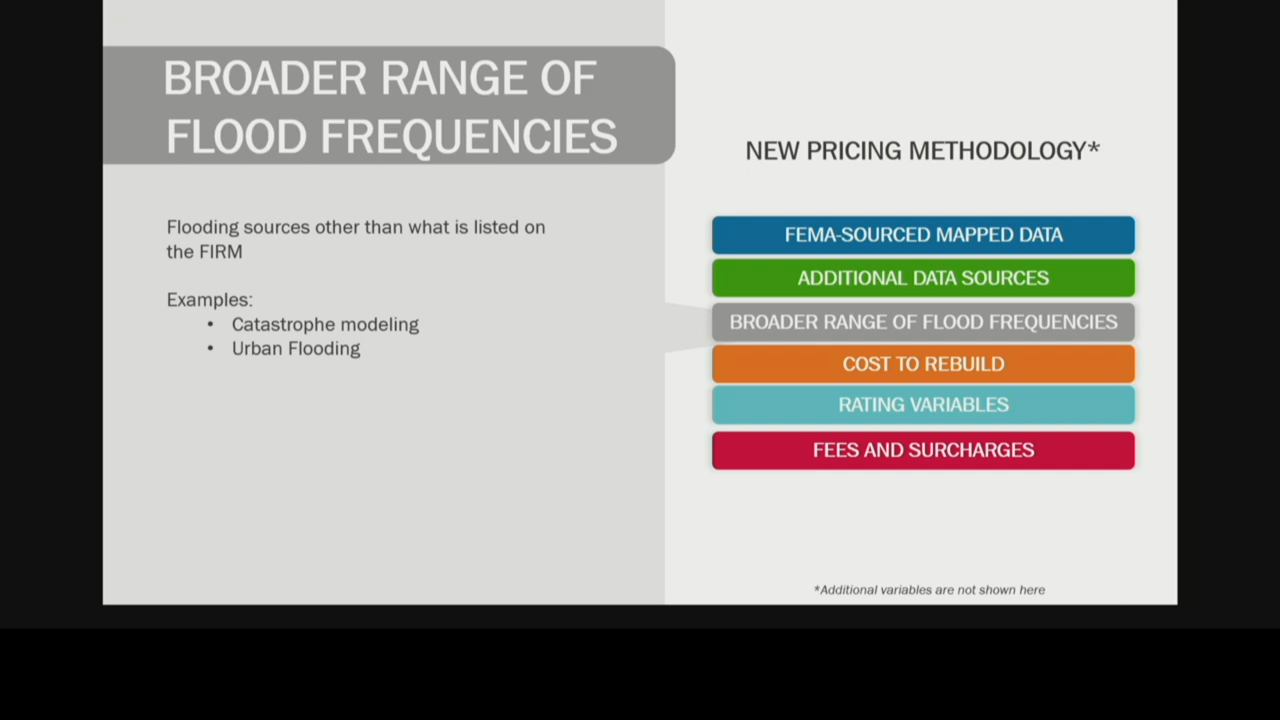 BROADER RANGE OF
FLOOD FREQUENCIES
Flooding sources other than what is listed on
the FIRM
Examples:
• Catastrophe modeling
• Urban Flooding
NEW PRICING METHODOLOGY*
FEMA-SOURCED MAPPED DATA
ADDITIONAL DATA SOURCES
BROADER RANGE OF FLOOD FREQUENCIES
COST TO REBUILD
RATING VARIABLES
FEES AND SURCHARGES
*Additional variables are not shown here